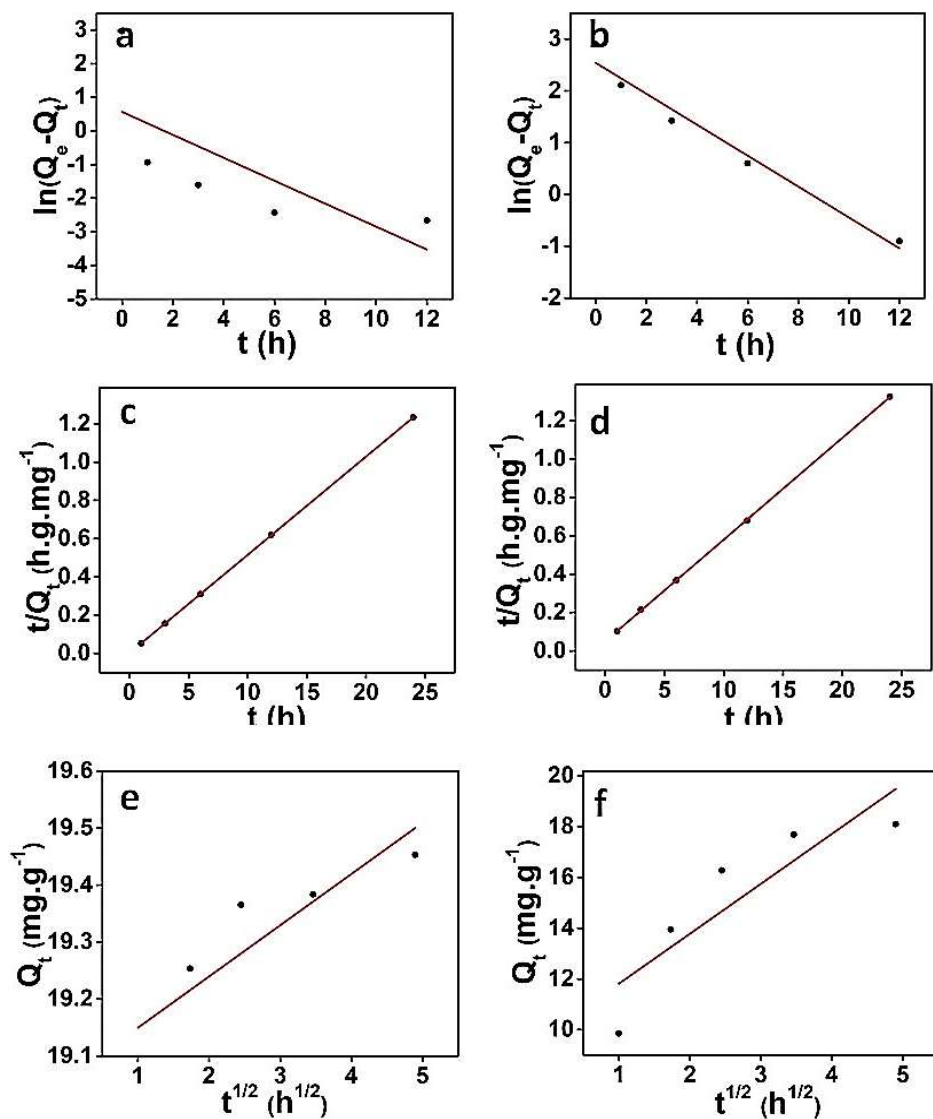 a
3
2
1
0
-1
-2
-3
-4
-5
ln(Qe-Qt)
0 2 4 6 8 10 12
t (h)
b
3
2
1
0
-1
-2
ln(Qe-Qt)
0 2 4 6 8 10 12
t (h)
c
1.2
1.0
0.8
0.6
0.4
0.2
0.0
t/Qt (h.g.mg-1)
0 5 10 15 20 25
t (h)
d
1.2
1.0
0.8
0.6
0.4
0.2
0.0
t/Qt (h.g.mg-1)
0 5 10 15 20 25
t (h)
e
19.6
19.5
19.4
19.3
19.2
19.1
Qt (mg.g-1)
1 2 3 4 5
t1/2 (h1/2)
f
20
18
16
14
12
10
Qt (mg.g-1)
1 2 3 4 5
t1/2 (h1/2)